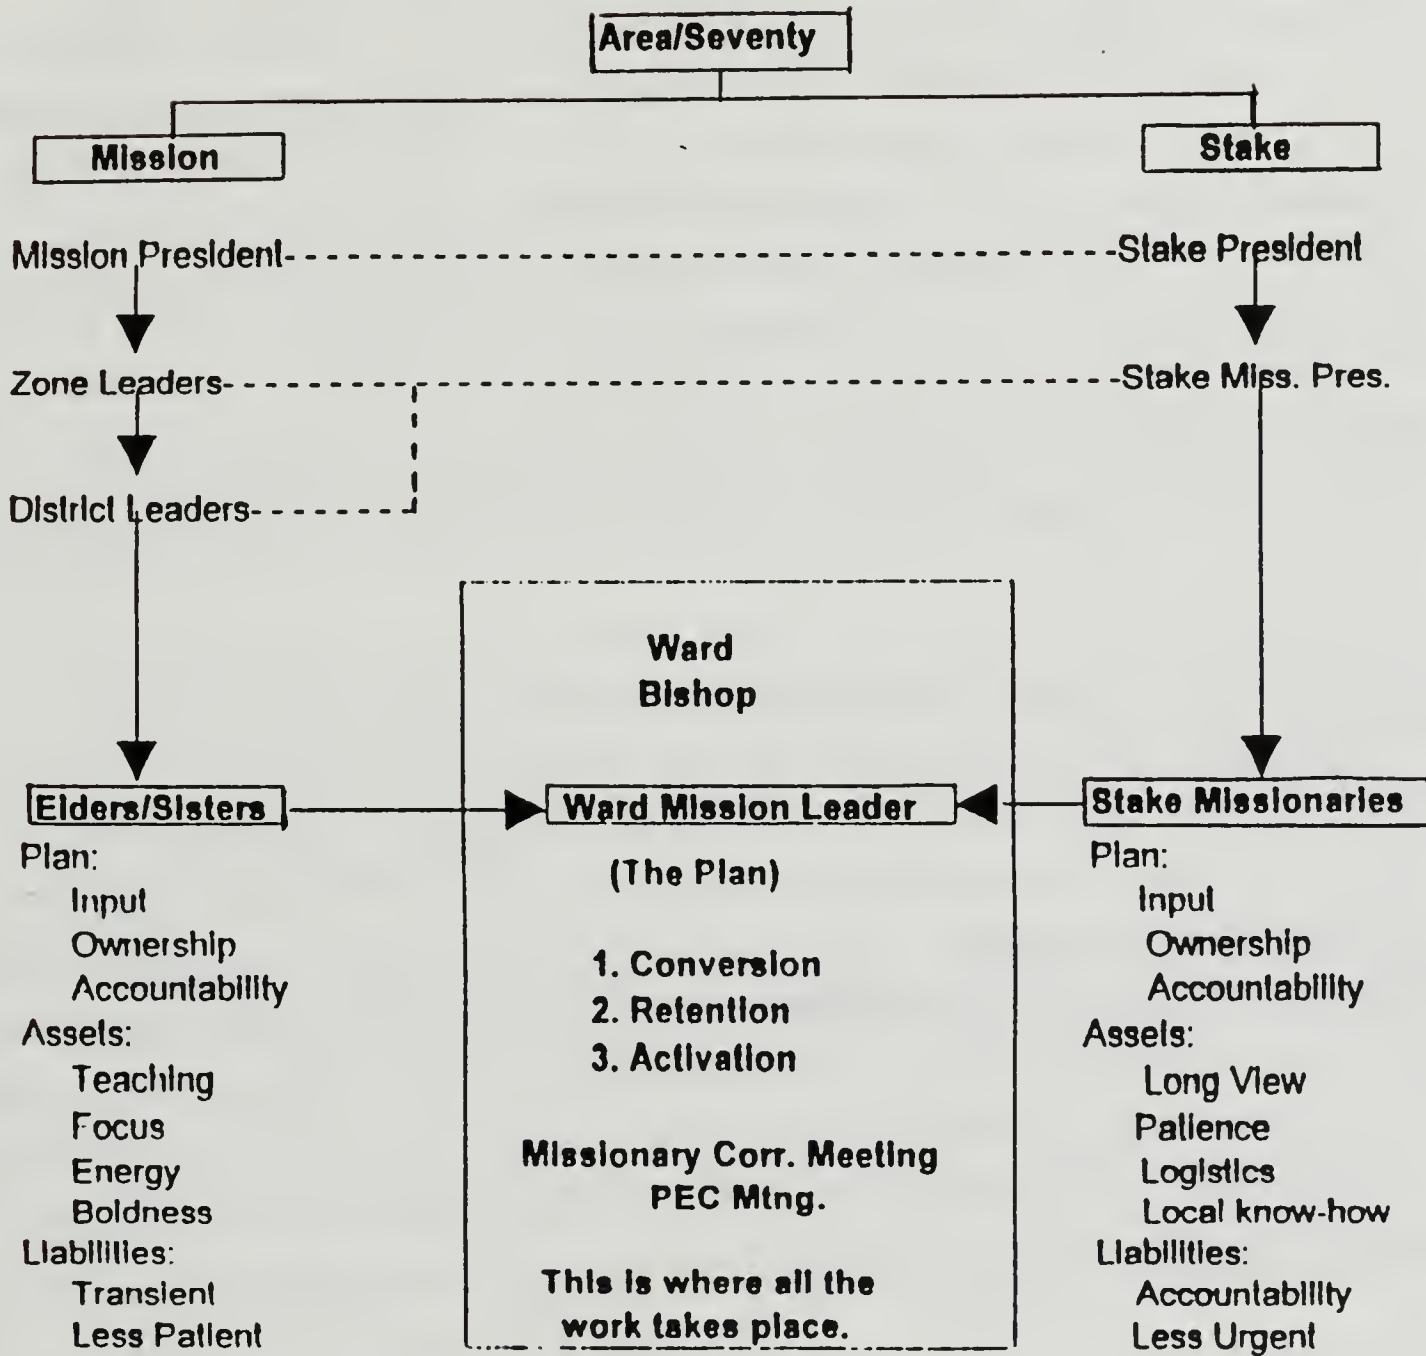 Area/Seventy
Mission
Stake
Mission President
Stake President
Zone Leaders
Stake Miss. Pres.
District Leaders
Ward
Bishop
Elders/Sisters
Ward Mission Leader
Stake Missionaries
Plan:
Input
Ownership
Accountability
Assets:
Teaching
Focus
Energy
Boldness
Liabilities:
Transient
Less Patient
(The Plan)
1. Conversion
2. Retention
3. Activation
Missionary Corr. Meeting
PEC Mtng.
This is where all the
work takes place.
Plan:
Input
Ownership
Accountability
Assets:
Long View
Patience
Logistics
Local know-how
Liabilities:
Accountability
Less Urgent